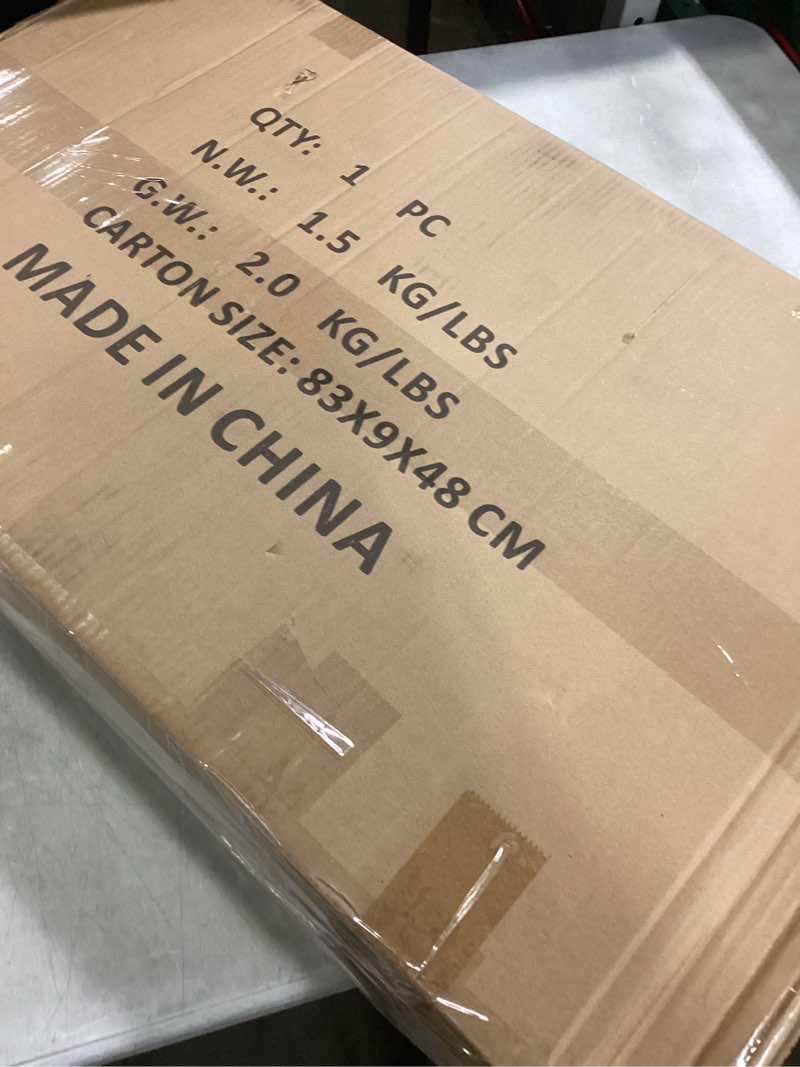 QTY: 1 PC
N.W.: 1.5 KG/LBS
G.W.: 2.0 KG/LBS
CARTON SIZE: 83X9X48 CM
MADE IN CHINA